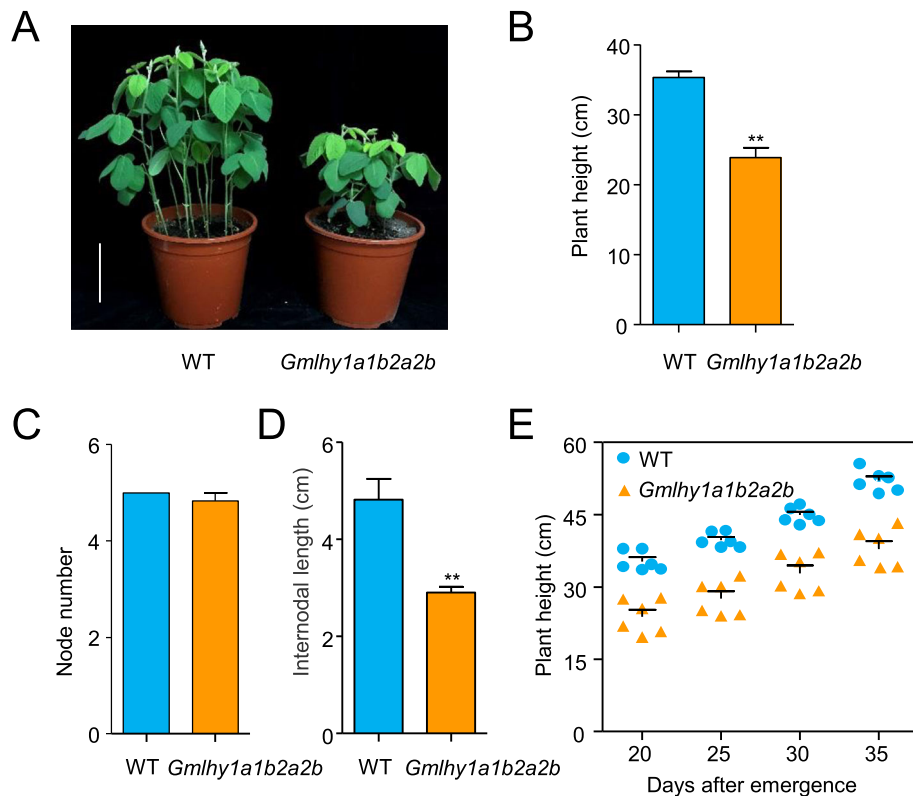 A
WT
Gmlhy1a1b2a2b
B
Plant height (cm)
40
30
20
10
0
**
WT
Gmlhy1a1b2a2b
C
Node number
6
4
2
0
WT
Gmlhy1a1b2a2b
D
Internodal length (cm)
6
4
2
0
**
WT
Gmlhy1a1b2a2b
E
Plant height (cm)
60
45
30
15
0
WT
Gmlhy1a1b2a2b
20
25
30
35
Days after emergence